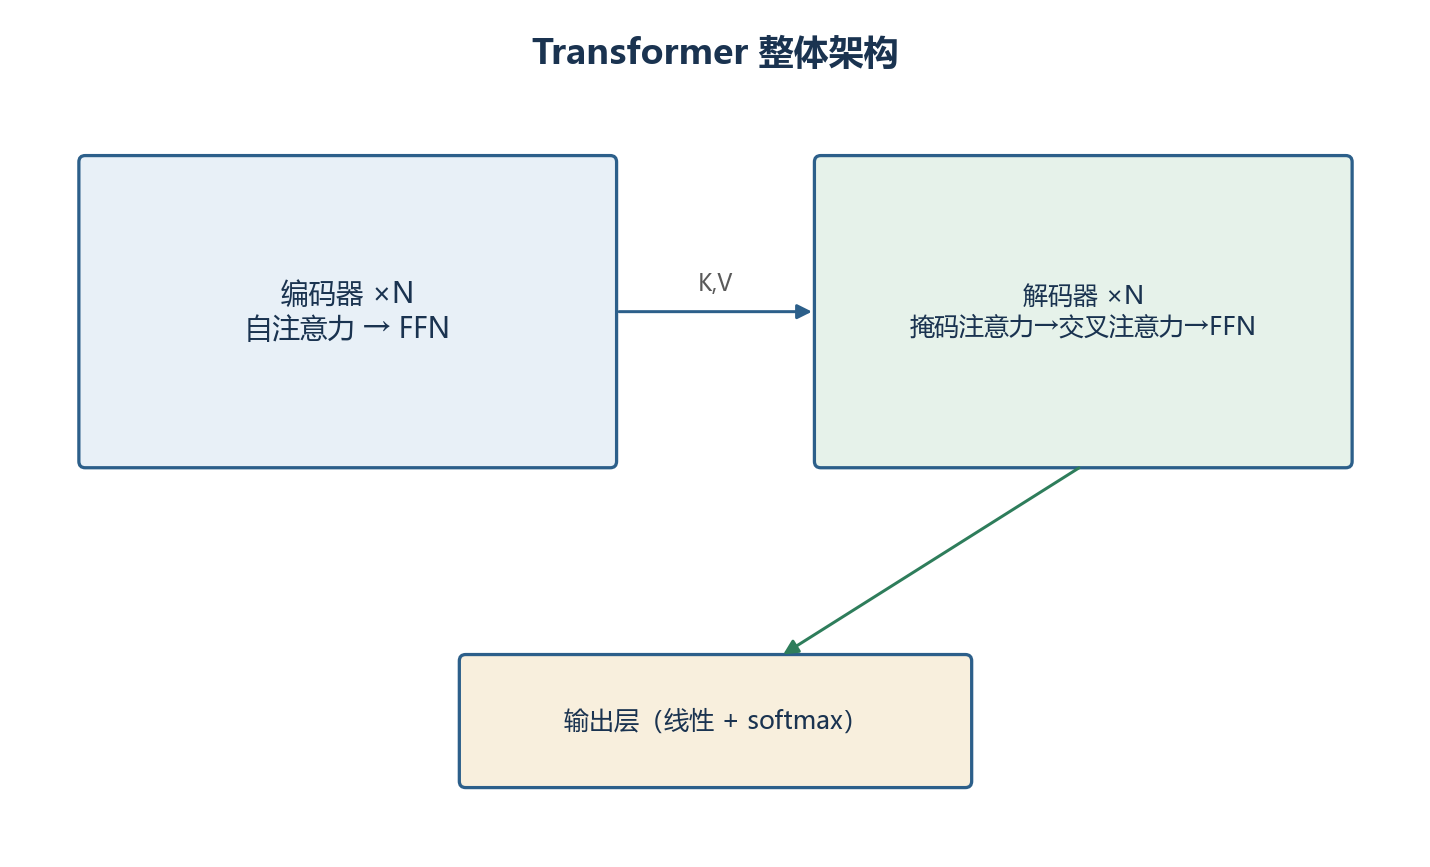 Transformer 整体架构
编码器 ×N
自注意力 → FFN
K,V
解码器 ×N
掩码注意力→交叉注意力→FFN
输出层（线性 + softmax）